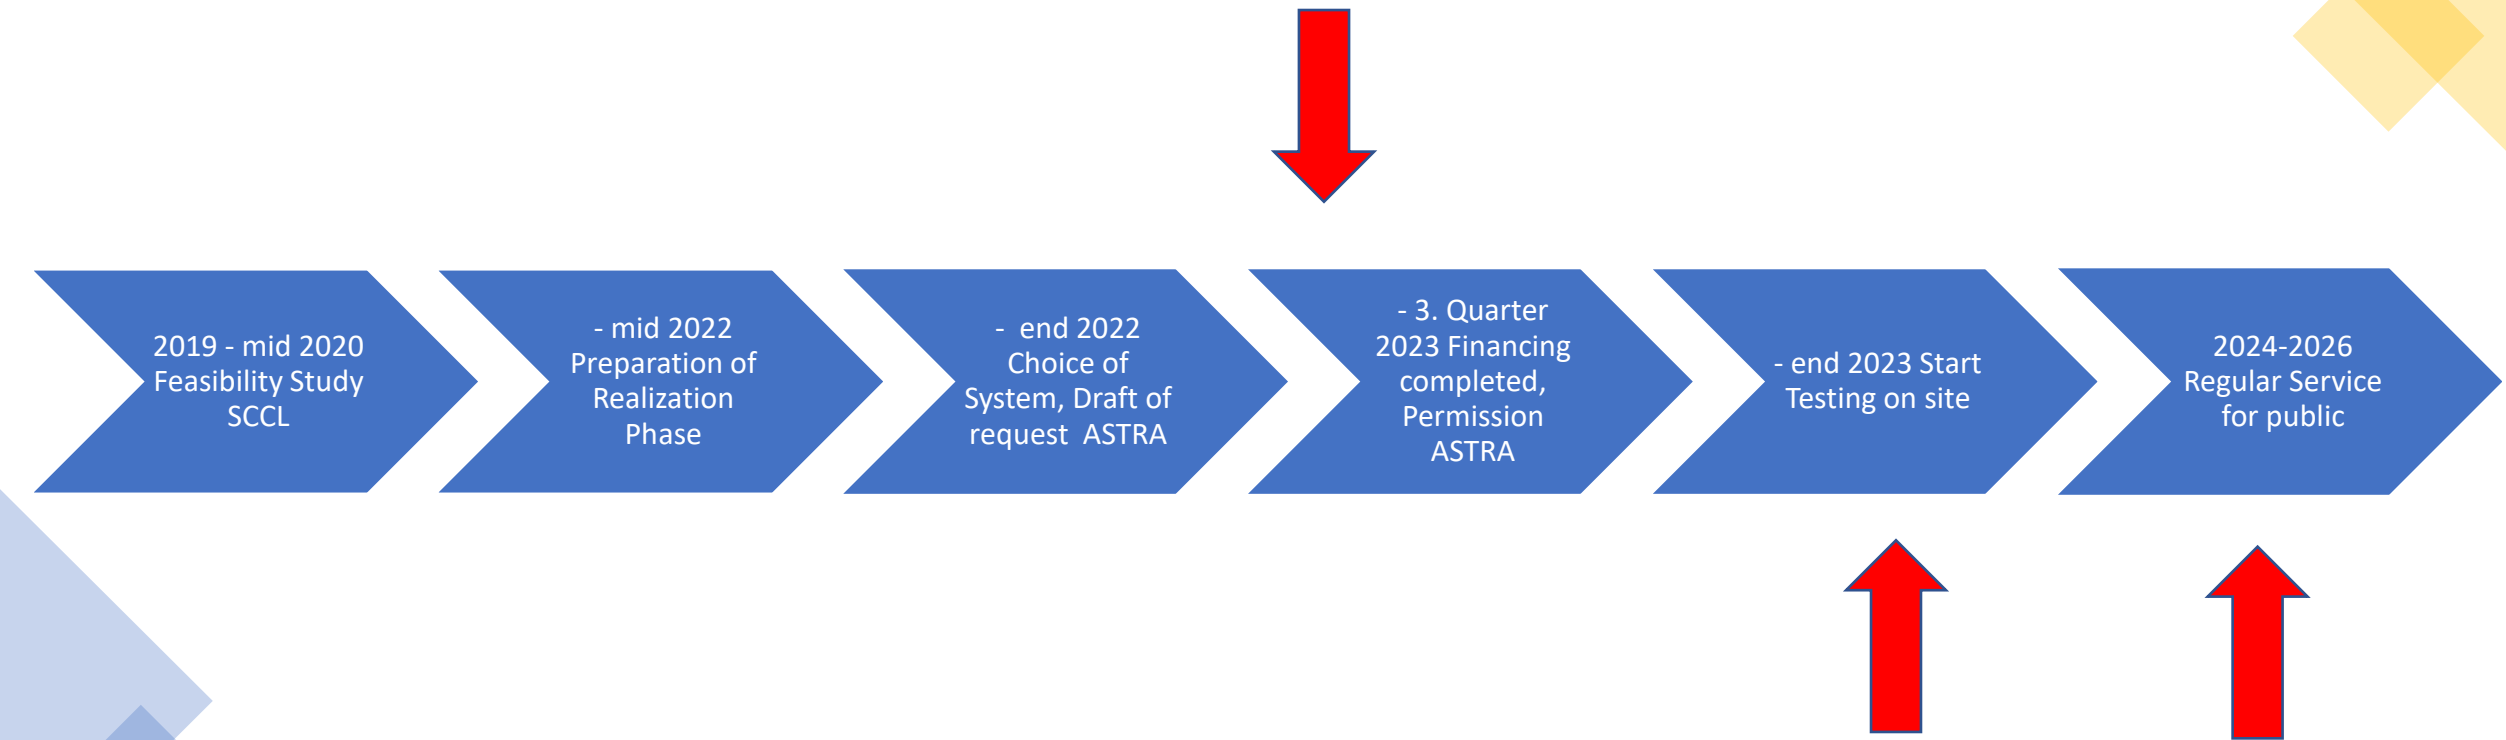 2019 - mid 2020
Feasibility Study
SCCL
- mid 2022
Preparation of
Realization
Phase
- end 2022
Choice of
System, Draft of
request ASTRA
- 3. Quarter
2023 Financing
completed,
Permission
ASTRA
- end 2023 Start
Testing on site
2024-2026
Regular Service
for public